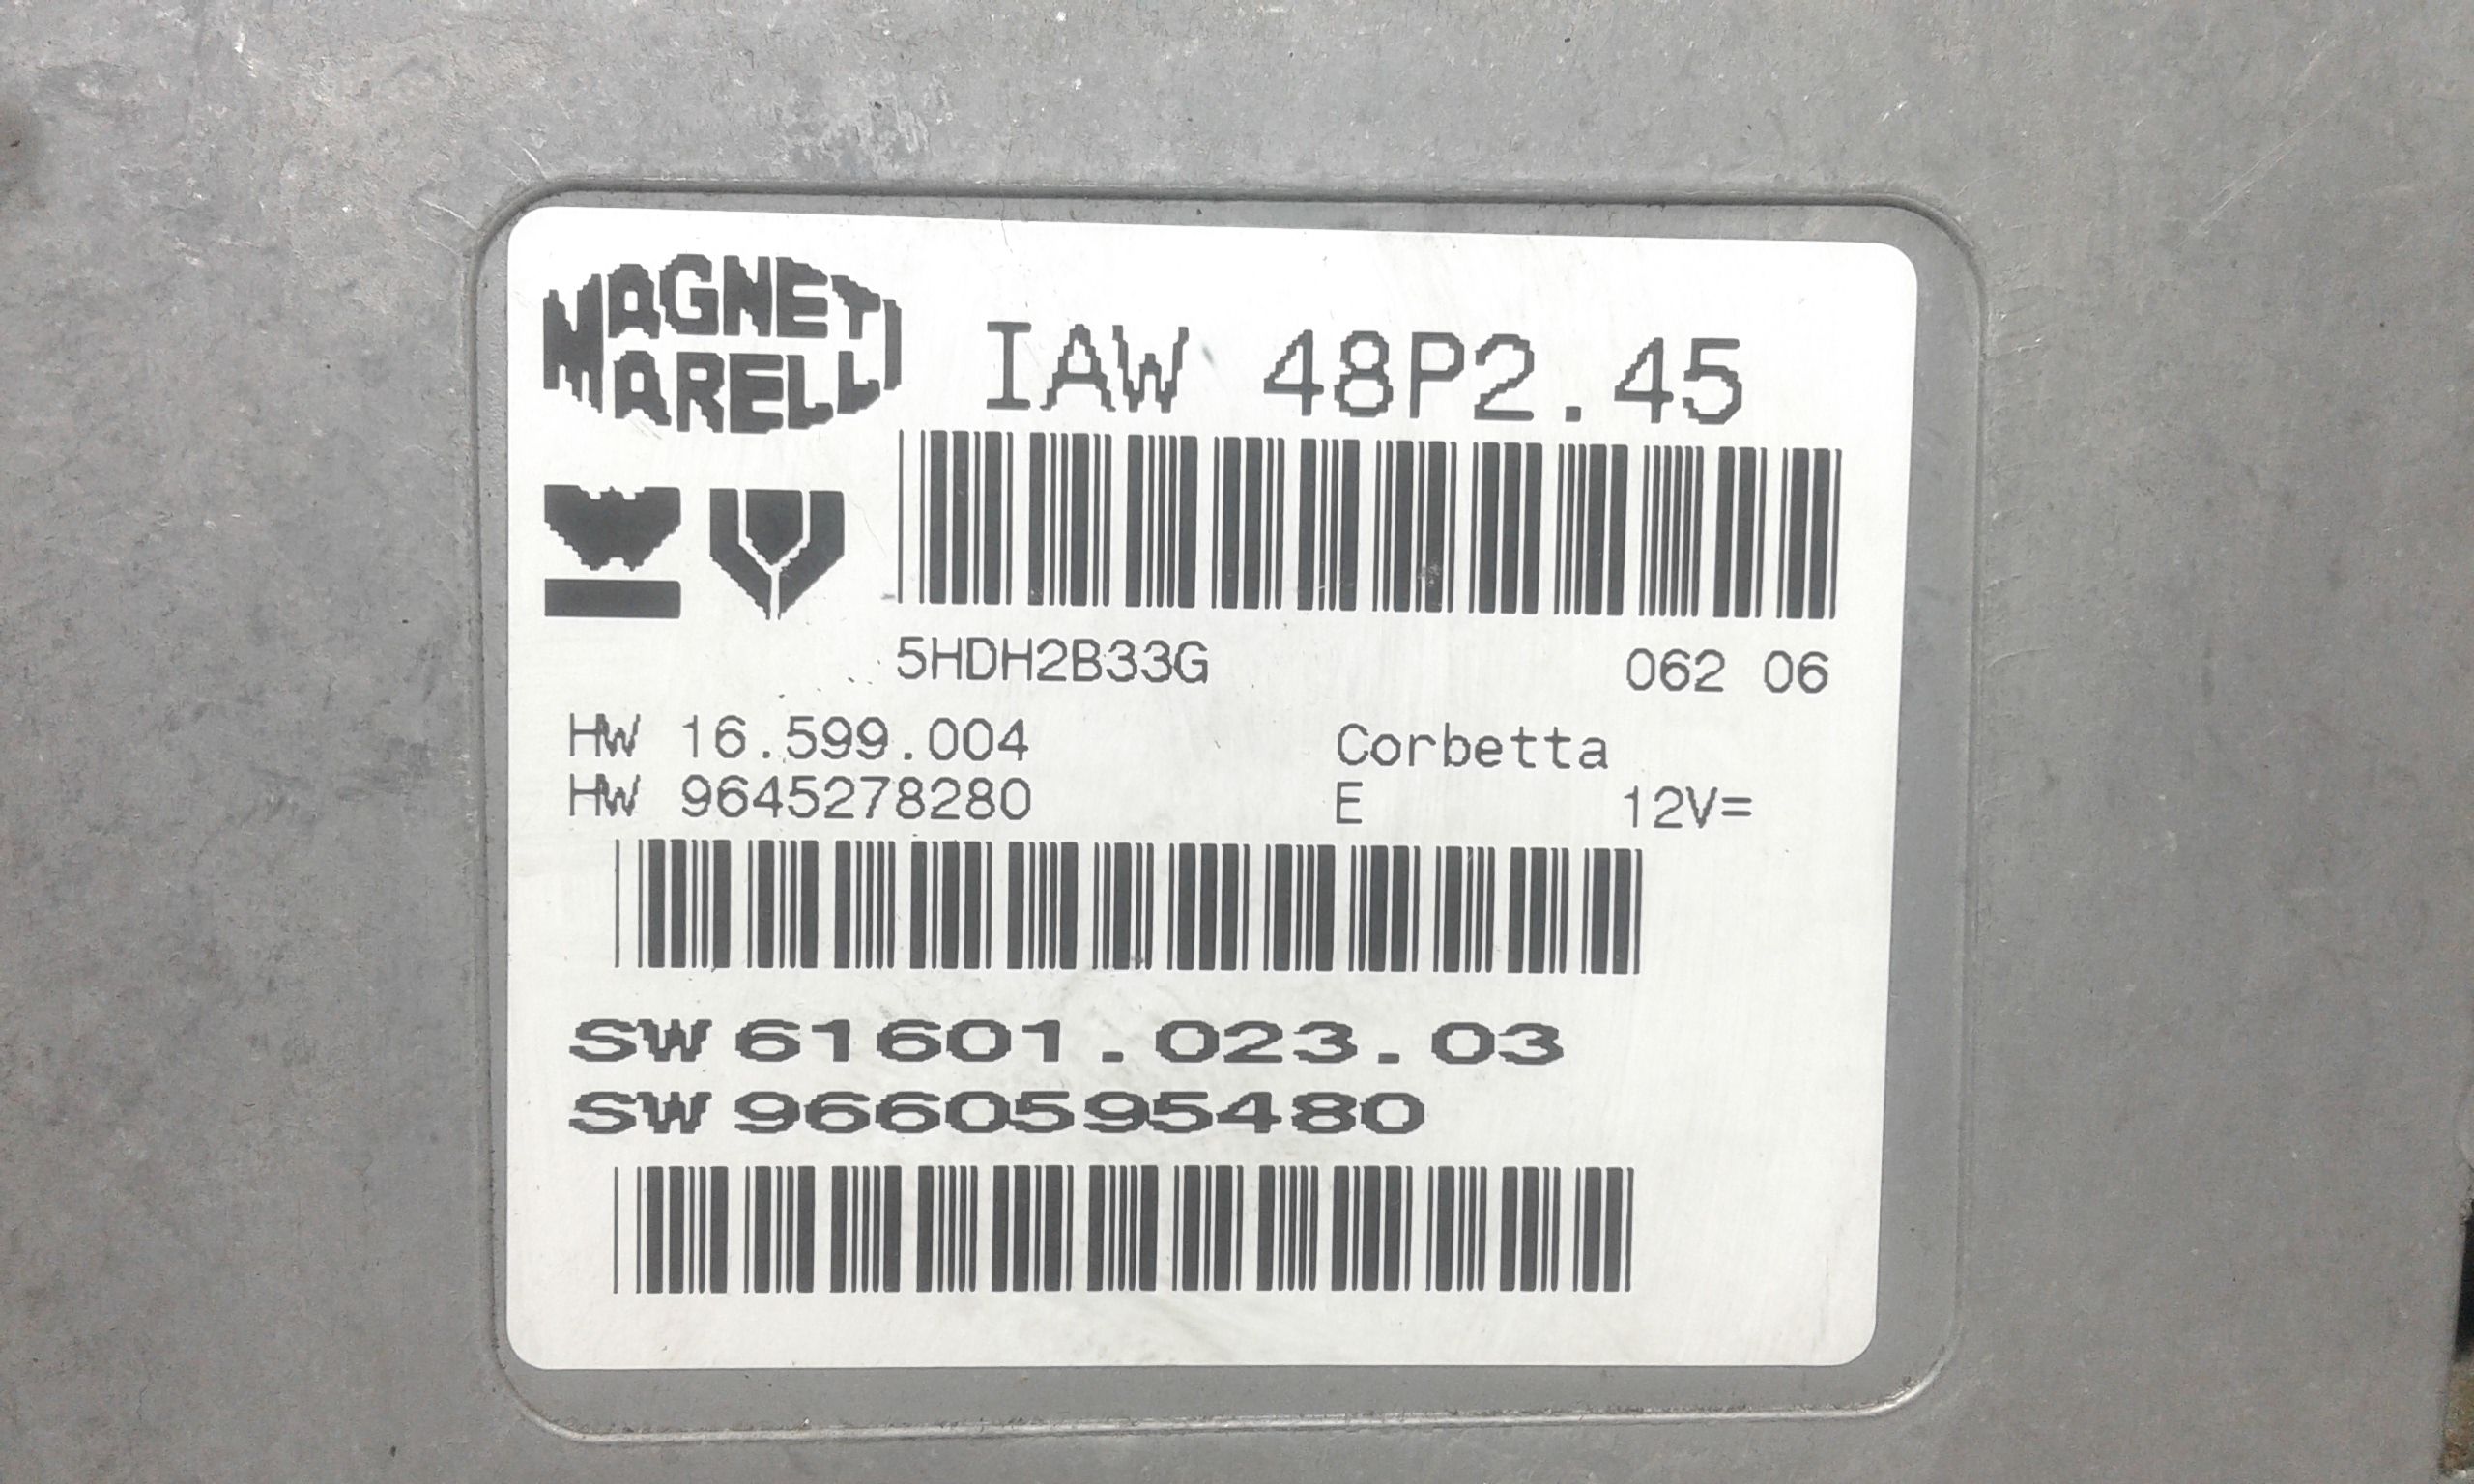 MAGNETI
MARELLI
IAW 48P2.45
5HDH2B33G 062 06
HW 16.599.004 Corbetta
HW 9645278280 E 12V=
SW 61601.023.03
SW 9660595480